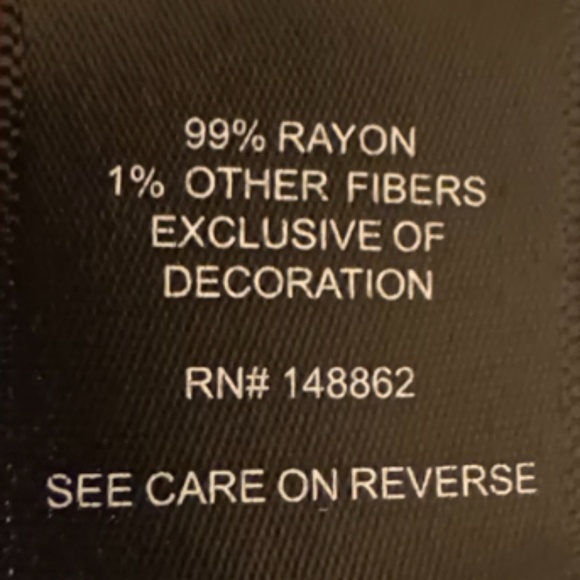 99% RAYON
1% OTHER FIBERS
EXCLUSIVE OF
DECORATION
RN# 148862
SEE CARE ON REVERSE